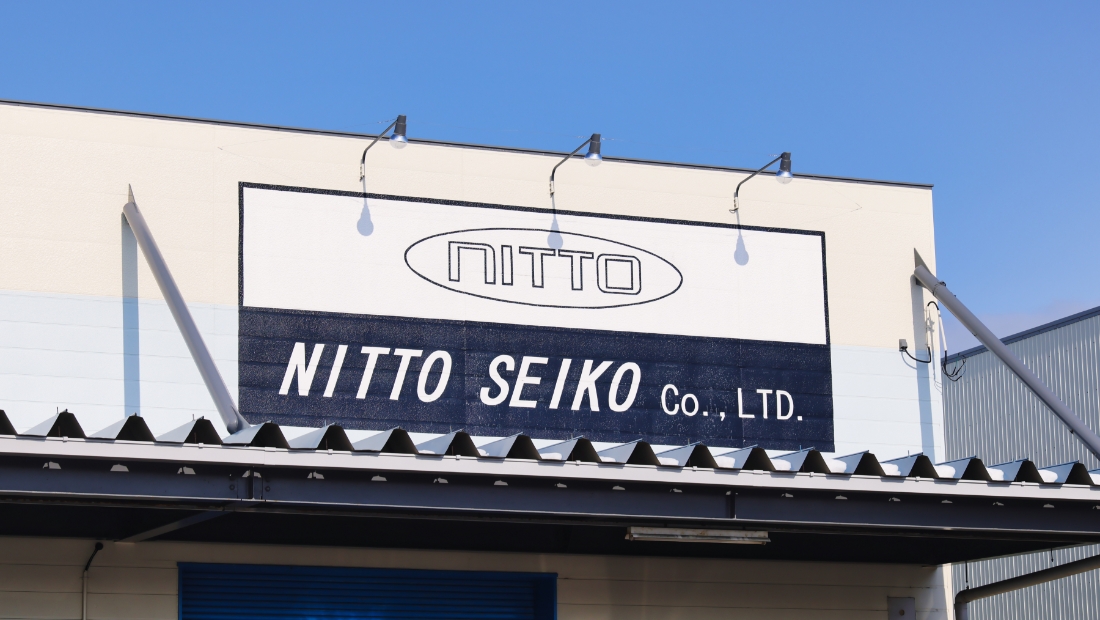 NITTO
NITTO SEIKO Co., LTD.